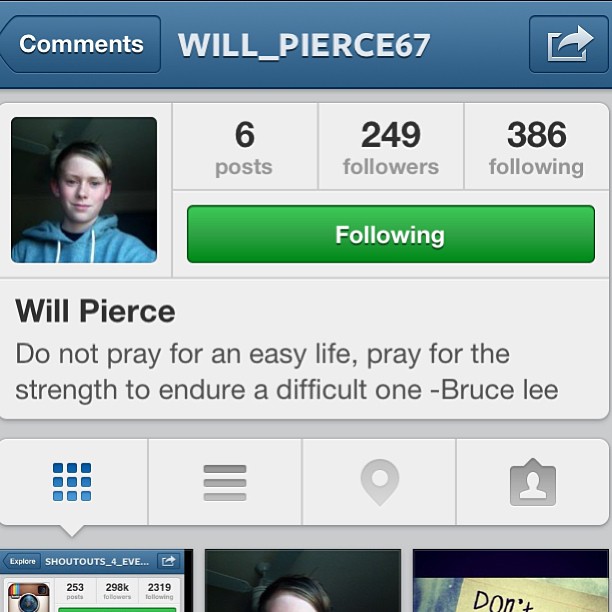 Comments WILL_PIERCE67
6 249 386
posts followers following
Following
Will Pierce
Do not pray for an easy life, pray for the
strength to endure a difficult one -Bruce lee
Explore SHOUTOUTS_4_EVE...
253 298k 2319
posts followers following
Don't